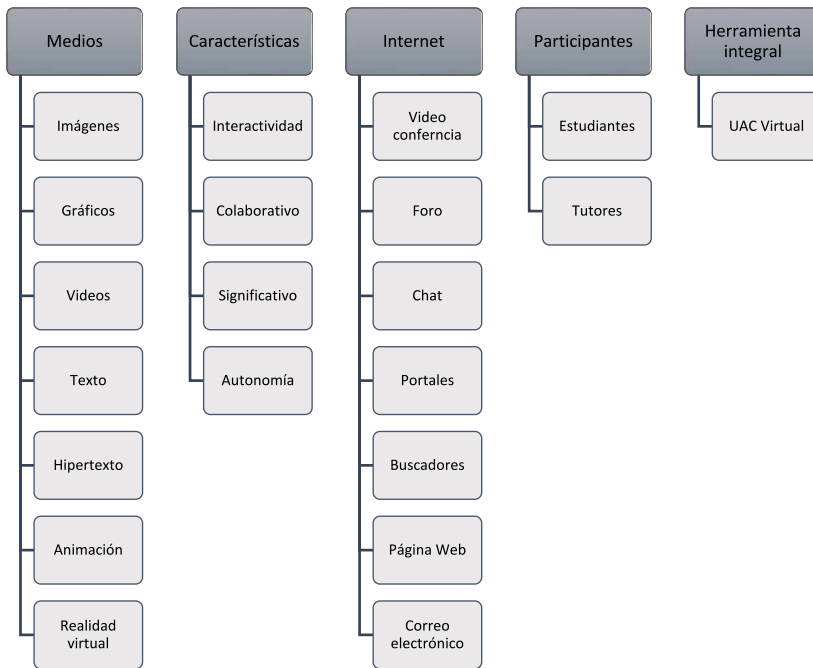 Medios
Imágenes
Gráficos
Videos
Texto
Hipertexto
Animación
Realidad
virtual
Características
Interactividad
Colaborativo
Significativo
Autonomía
Internet
Video
conferncia
Foro
Chat
Portales
Buscadores
Página Web
Correo
electrónico
Participantes
Estudiantes
Tutores
Herramienta
integral
UAC Virtual